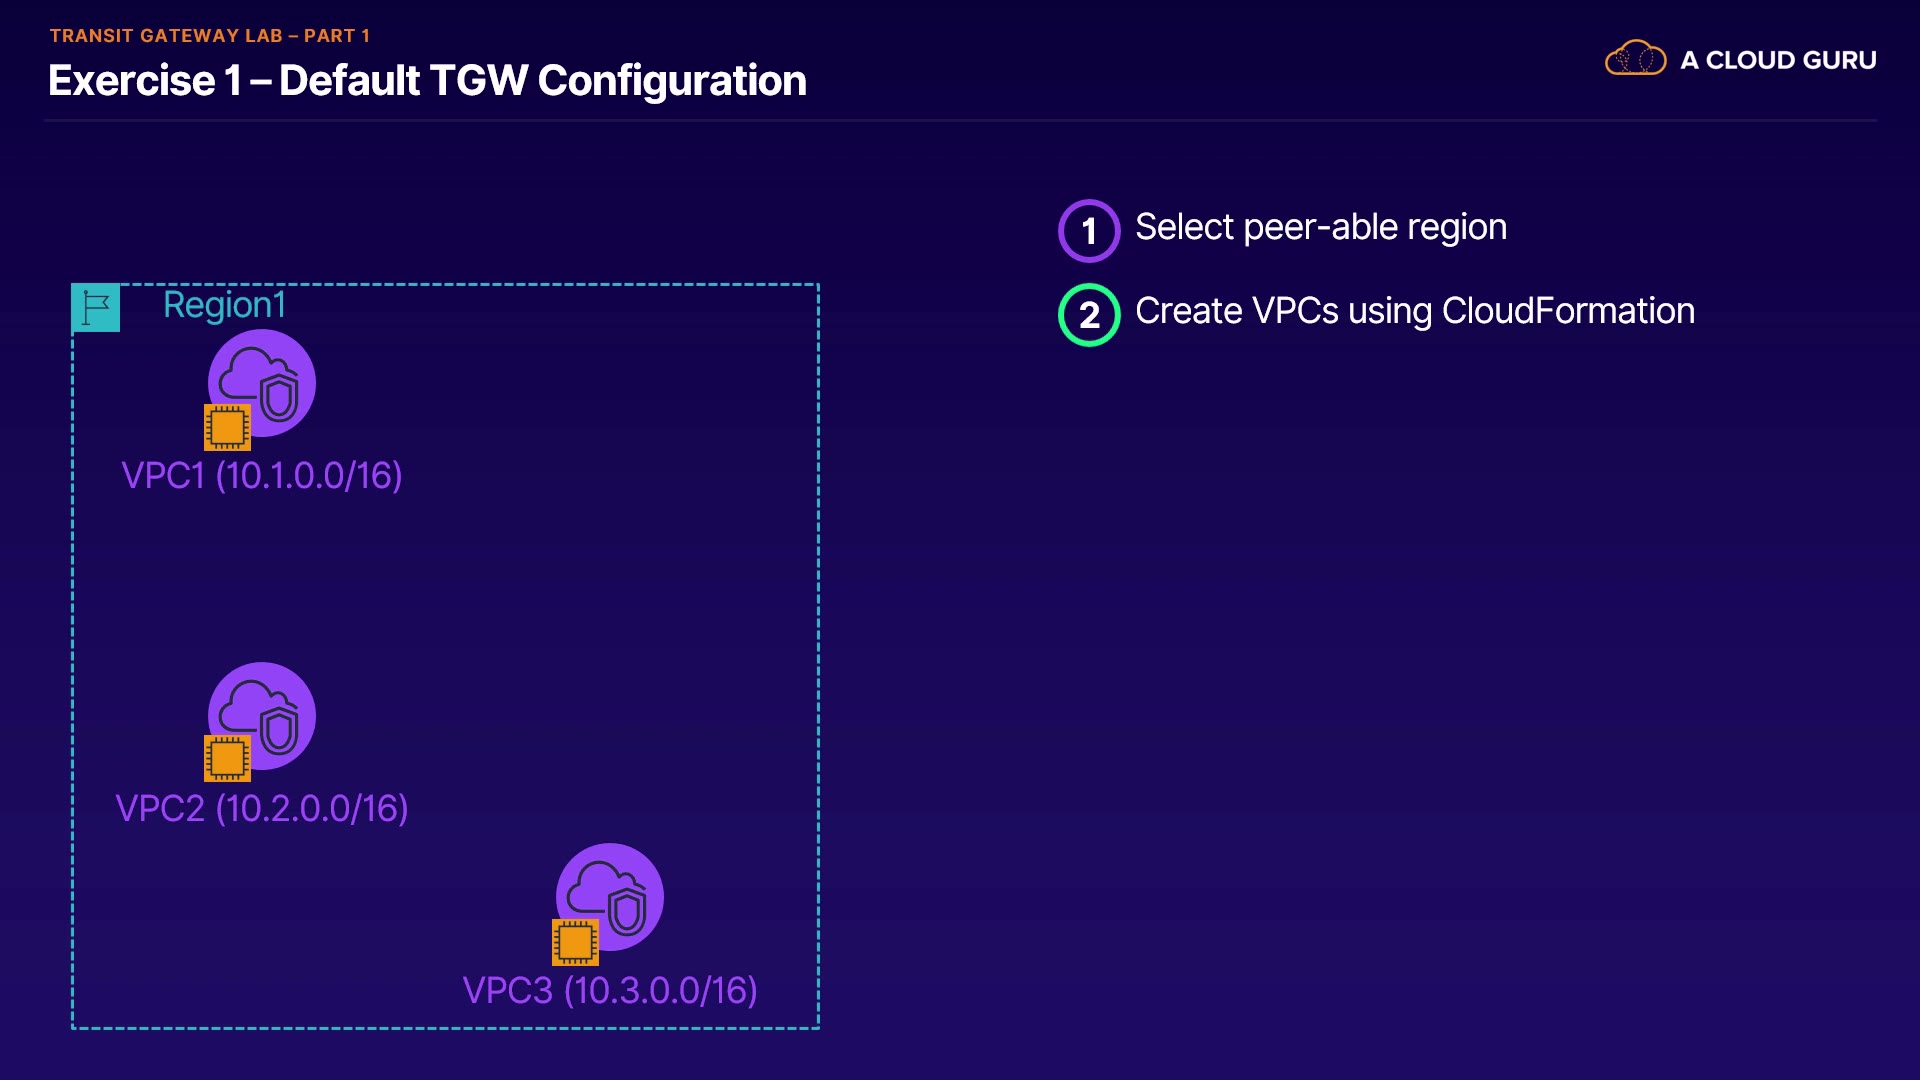 TRANSIT GATEWAY LAB – PART 1
Exercise 1 – Default TGW Configuration
A CLOUD GURU
1 Select peer-able region
2 Create VPCs using CloudFormation
Region1
VPC1 (10.1.0.0/16)
VPC2 (10.2.0.0/16)
VPC3 (10.3.0.0/16)